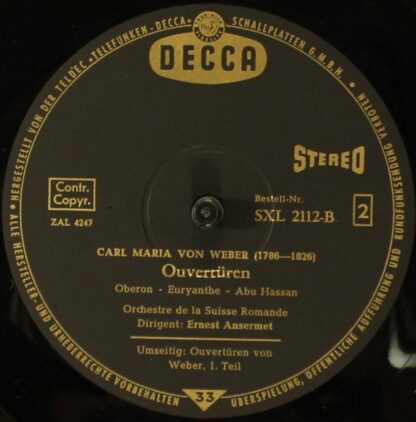 HERGESTELLT VON DER TELDEC »TELEFUNKEN-DECCA« SCHALLPLATTEN G.M.B.H.
DECCA
STEREO
Contr.
Copyr.
ZAL 4247
Bestell-Nr.
SXL 2112-B
2
CARL MARIA VON WEBER (1786—1826)
Ouvertüren
Oberon - Euryanthe - Abu Hassan
Orchestre de la Suisse Romande
Dirigent: Ernest Ansermet
Umseitig: Ouvertüren von
Weber, 1. Teil
33
ALLE HERSTELLER- UND URHEBERRECHTE VORBEHALTEN
ÜBERSPIELUNG, ÖFFENTLICHE AUFFÜHRUNG UND RUNDFUNKSENDUNG VERBOTEN